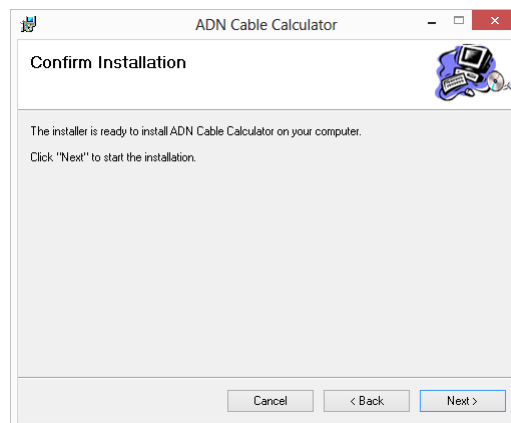 ADN Cable Calculator
Confirm Installation
The installer is ready to install ADN Cable Calculator on your computer.
Click "Next" to start the installation.
Cancel
< Back
Next >